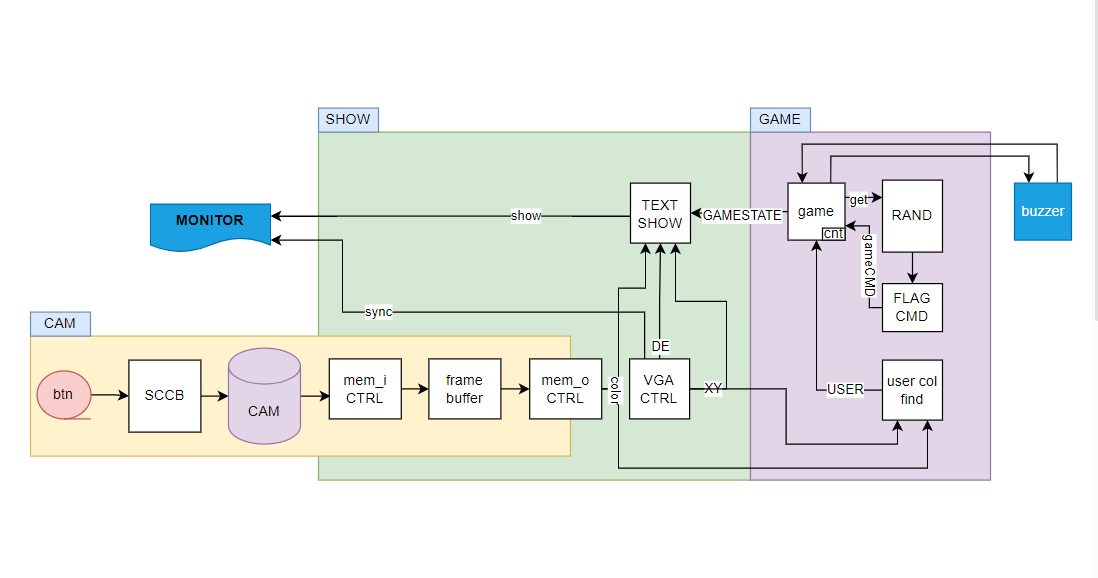 SHOW
GAME
MONITOR
show
TEXT
SHOW
GAMESTATE
game
cnt
get
RAND
buzzer
gameCMD
FLAG
CMD
CAM
sync
DE
btn
SCCB
CAM
mem_i
CTRL
frame
buffer
mem_o
CTRL
color
VGA
CTRL
XY
USER
user col
find